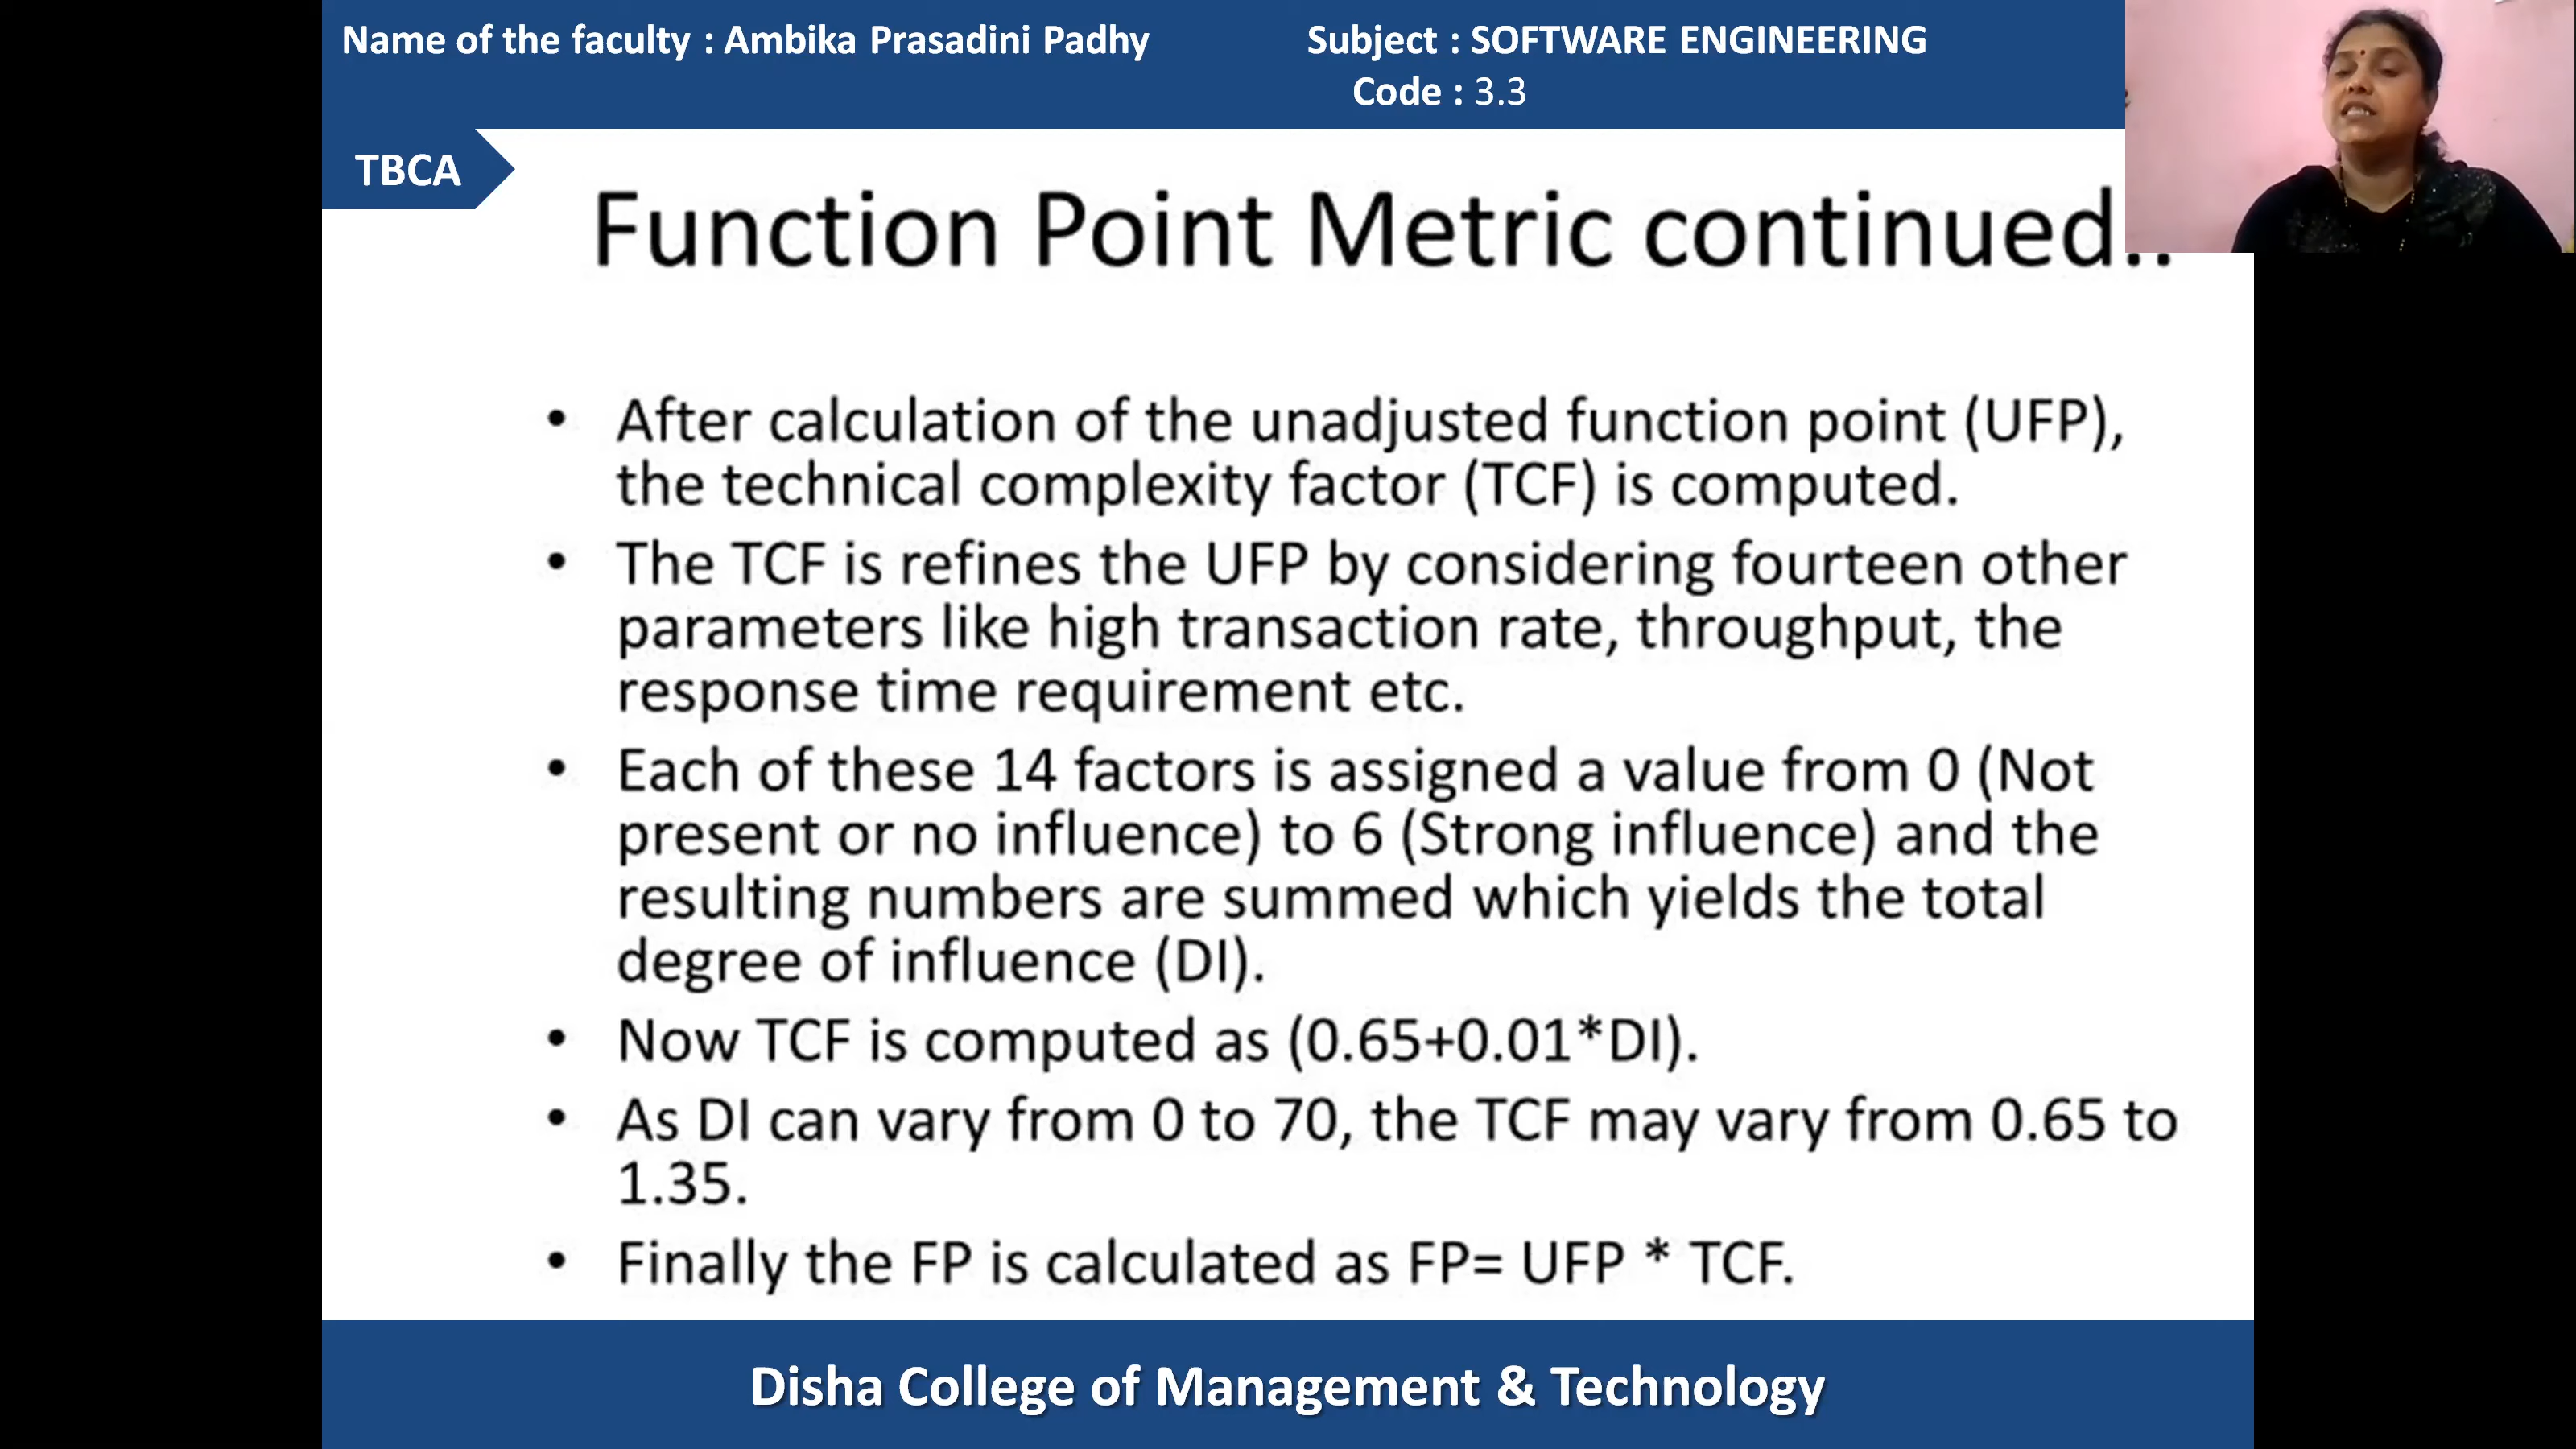 Name of the faculty : Ambika Prasadini Padhy
Subject : SOFTWARE ENGINEERING
Code : 3.3
TBCA
Function Point Metric continued..
• After calculation of the unadjusted function point (UFP),
the technical complexity factor (TCF) is computed.
• The TCF is refines the UFP by considering fourteen other
parameters like high transaction rate, throughput, the
response time requirement etc.
• Each of these 14 factors is assigned a value from 0 (Not
present or no influence) to 6 (Strong influence) and the
resulting numbers are summed which yields the total
degree of influence (DI).
• Now TCF is computed as (0.65+0.01*DI).
• As DI can vary from 0 to 70, the TCF may vary from 0.65 to
1.35.
• Finally the FP is calculated as FP= UFP * TCF.
Disha College of Management & Technology